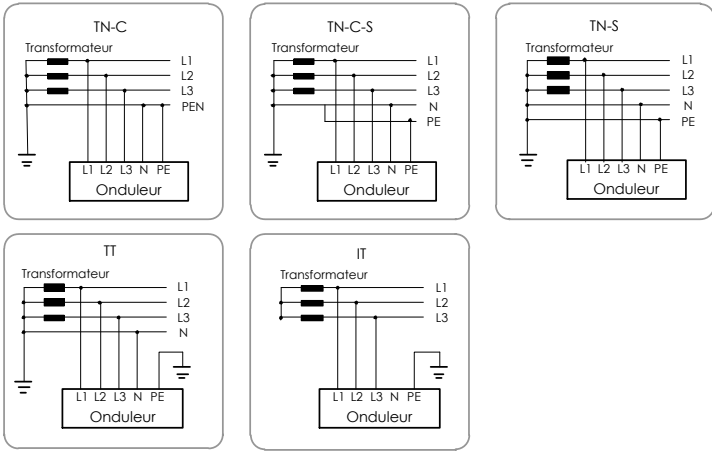 TN-C
Transformateur
L1
L2
L3
PEN
L1 L2 L3 N PE
Onduleur
TN-C-S
Transformateur
L1
L2
L3
N
PE
L1 L2 L3 N PE
Onduleur
TN-S
Transformateur
L1
L2
L3
N
PE
L1 L2 L3 N PE
Onduleur
TT
Transformateur
L1
L2
L3
N
L1 L2 L3 N PE
Onduleur
IT
Transformateur
L1
L2
L3
L1 L2 L3 N PE
Onduleur